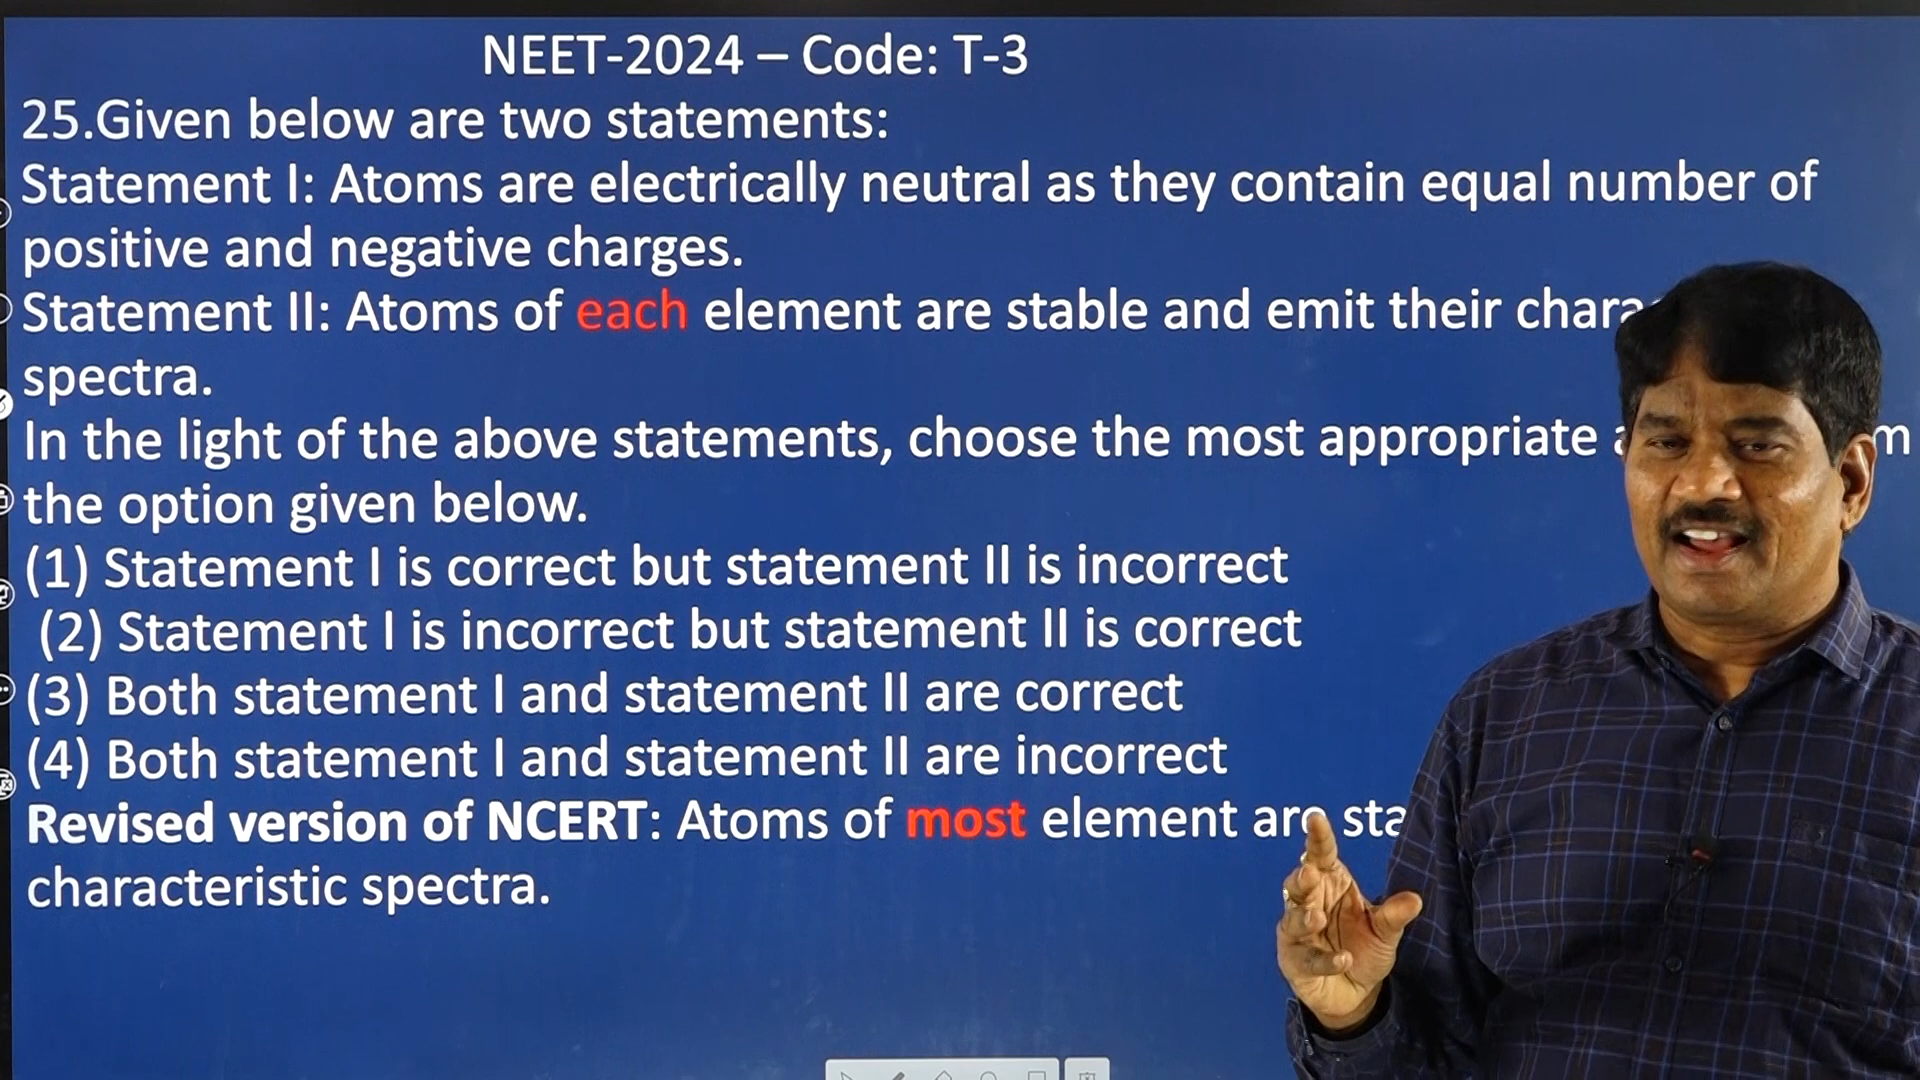 NEET-2024 – Code: T-3
25.Given below are two statements:
Statement I: Atoms are electrically neutral as they contain equal number of
positive and negative charges.
Statement II: Atoms of each element are stable and emit their
spectra.
In the light of the above statements, choose the most appropriate
the option given below.
(1) Statement I is correct but statement II is incorrect
(2) Statement I is incorrect but statement II is correct
(3) Both statement I and statement II are correct
(4) Both statement I and statement II are incorrect
Revised version of NCERT: Atoms of most element are
characteristic spectra.